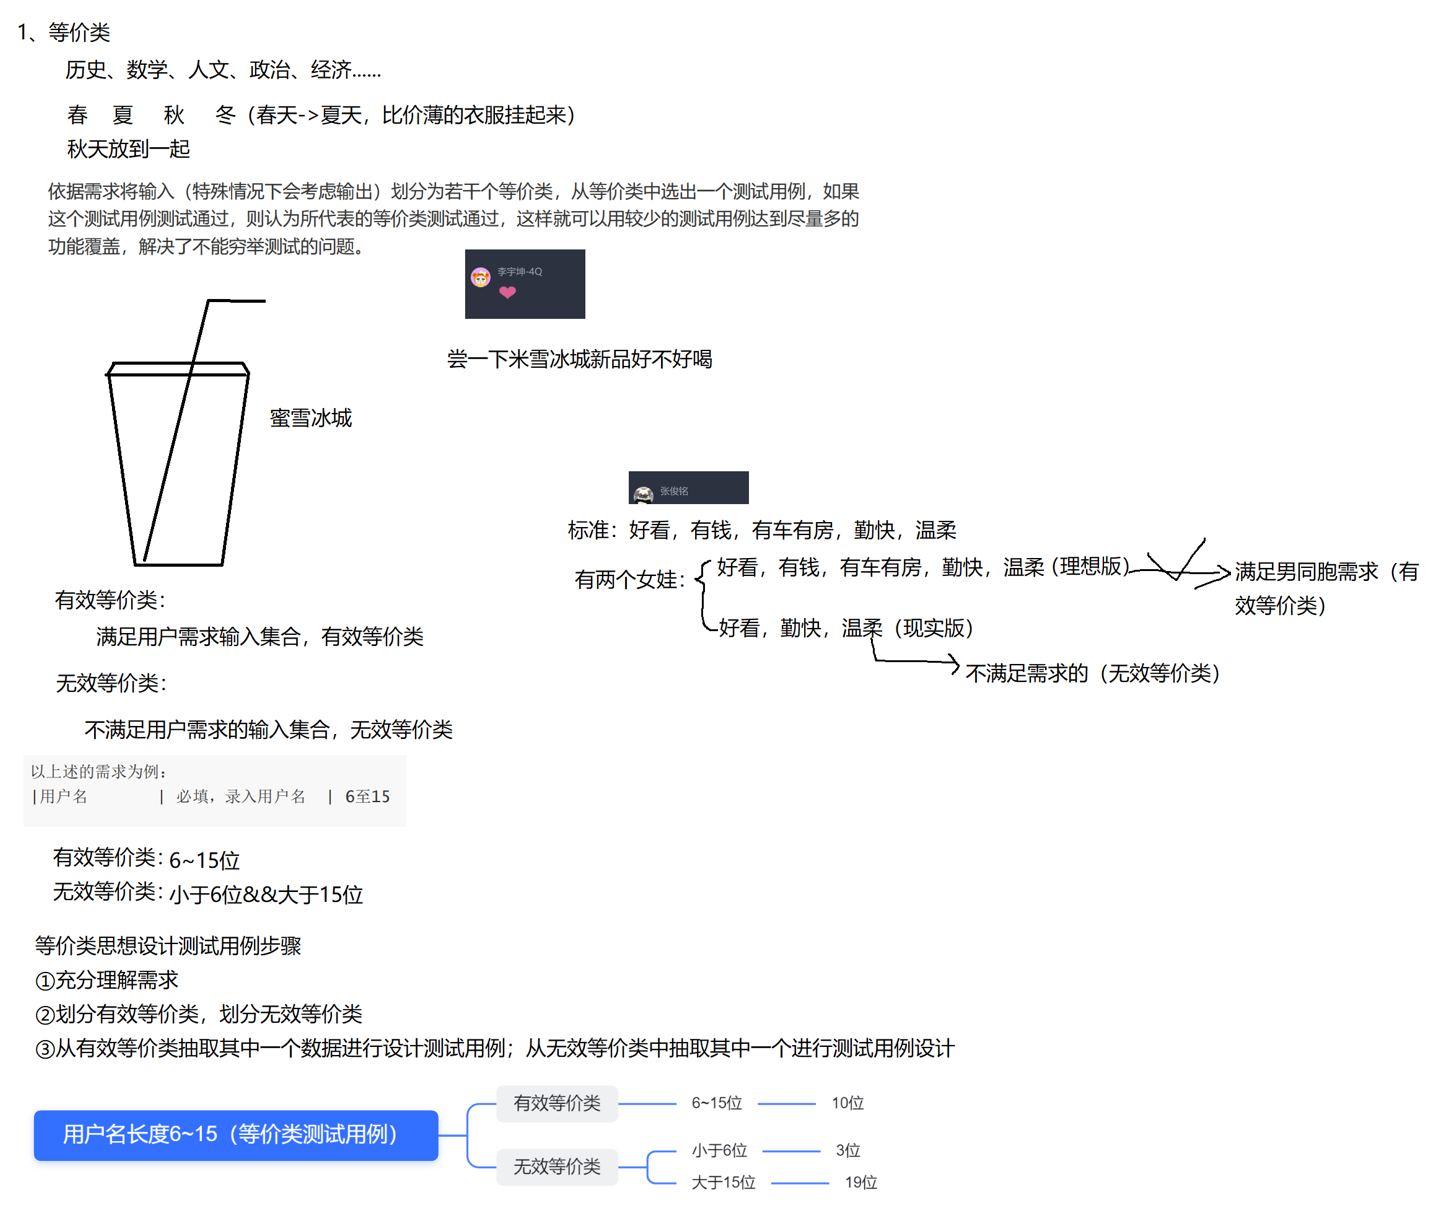 1、等价类
历史、数学、人文、政治、经济......
春 夏 秋 冬（春天->夏天，比价薄的衣服挂起来）
秋天放到一起
依据需求将输入（特殊情况下会考虑输出）划分为若干个等价类，从等价类中选出一个测试用例，如果
这个测试用例测试通过，则认为所代表的等价类测试通过，这样就可以用较少的测试用例达到尽量多的
功能覆盖，解决了不能穷举测试的问题。
李宇坤-4Q
尝一下米雪冰城新品好不好喝
蜜雪冰城
张俊铭
标准：好看，有钱，有车有房，勤快，温柔
有两个女娃：
好看，有钱，有车有房，勤快，温柔（理想版）
满足男同胞需求（有
效等价类）
好看，勤快，温柔（现实版）
不满足需求的（无效等价类）
有效等价类：
满足用户需求输入集合，有效等价类
无效等价类：
不满足用户需求的输入集合，无效等价类
以上述的需求为例：
|用户名 | 必填，录入用户名 | 6至15
有效等价类：6~15位
无效等价类：小于6位&&大于15位
等价类思想设计测试用例步骤
①充分理解需求
②划分有效等价类，划分无效等价类
③从有效等价类抽取其中一个数据进行设计测试用例；从无效等价类中抽取其中一个进行测试用例设计
用户名长度6~15（等价类测试用例）
有效等价类 6~15位 10位
无效等价类
小于6位 3位
大于15位 19位